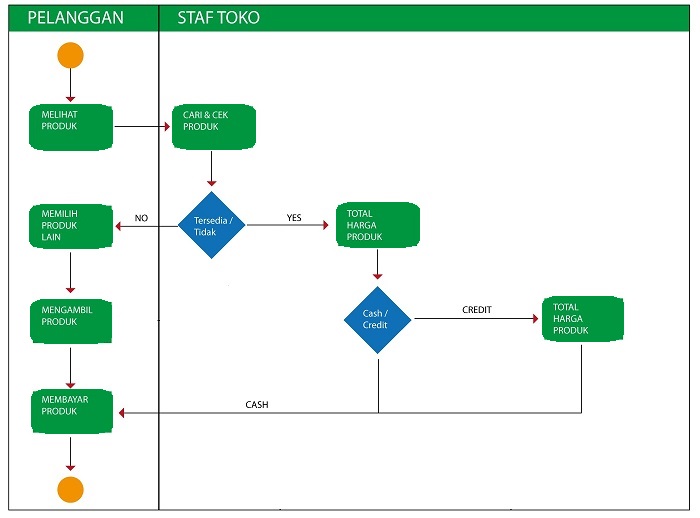 PELANGGAN
STAF TOKO
MELIHAT
PRODUK
CARI & CEK
PRODUK
MEMILIH
PRODUK
LAIN
NO
Tersedia /
Tidak
YES
TOTAL
HARGA
PRODUK
MENGAMBIL
PRODUK
Cash /
Credit
CREDIT
TOTAL
HARGA
PRODUK
MEMBAYAR
PRODUK
CASH